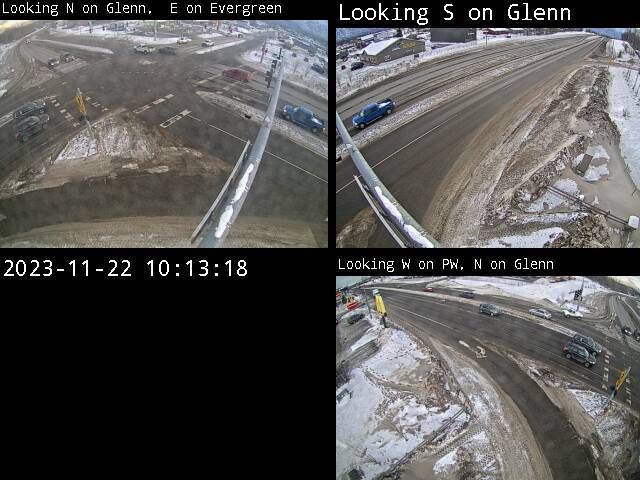 Looking N on Glenn,  E on Evergreen
Looking S on Glenn
2023-11-22 10:13:18
Looking W on PW, N on Glenn